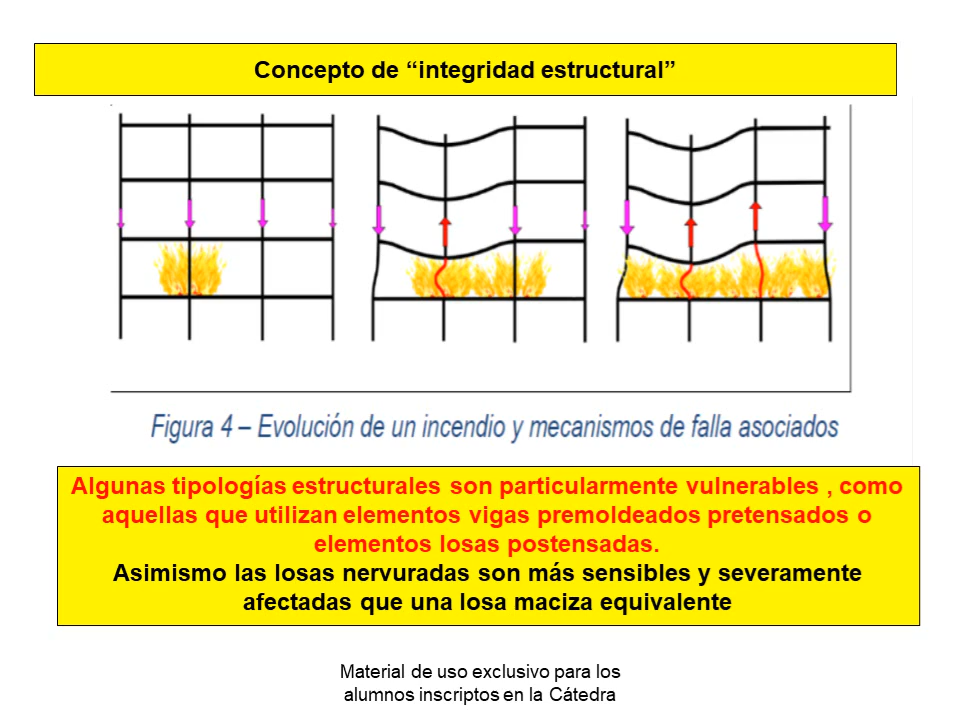 Concepto de “integridad estructural”
Figura 4 – Evolución de un incendio y mecanismos de falla asociados
Algunas tipologías estructurales son particularmente vulnerables , como
aquellas que utilizan elementos vigas premoldeados pretensados o
elementos losas postensadas.
Asimismo las losas nervuradas son más sensibles y severamente
afectadas que una losa maciza equivalente
Material de uso exclusivo para los
alumnos inscriptos en la Cátedra